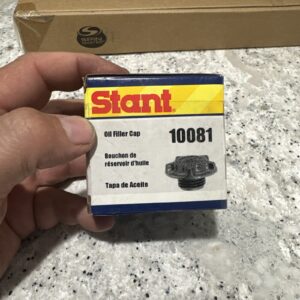 Stant
Oil Filler Cap
10081
Bouchon de
réservoir d'huile
Tapa de Aceite